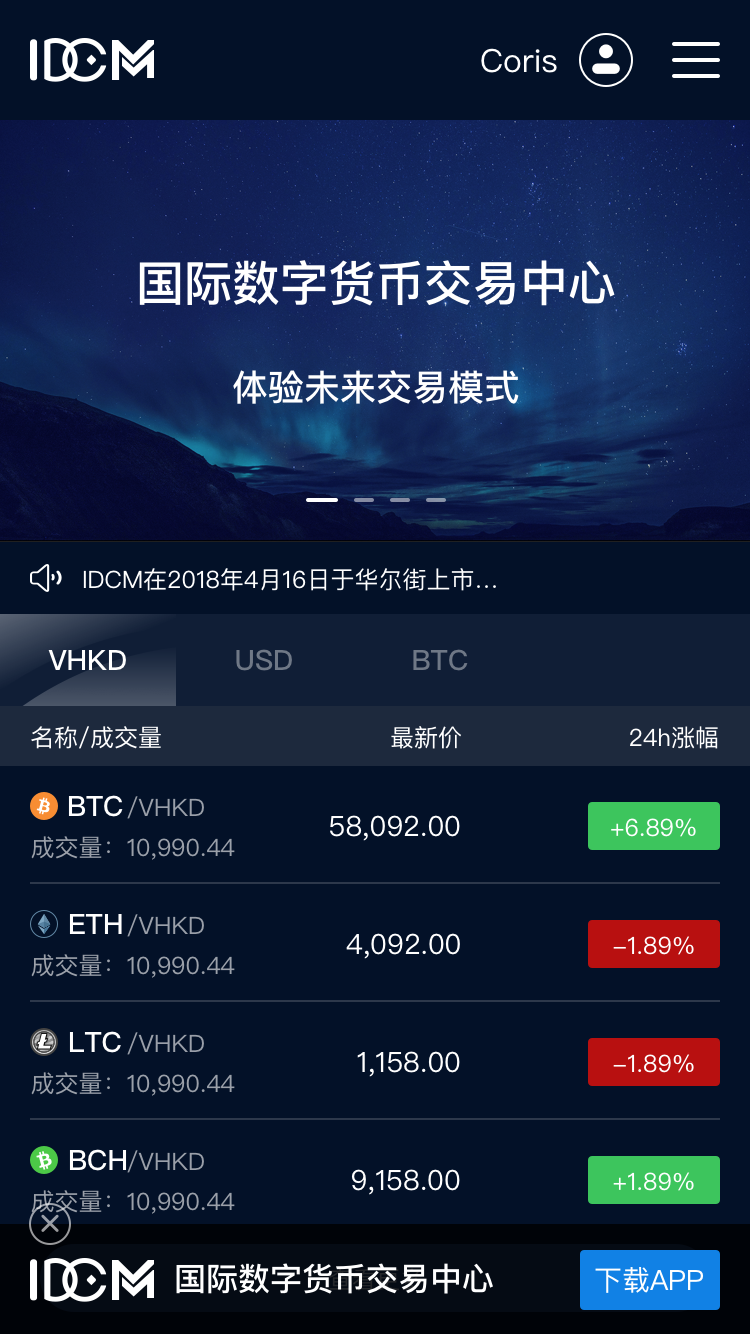 IDCM
Coris
国际数字货币交易中心
体验未来交易模式
IDCM在2018年4月16日于华尔街上市...
VHKD USD BTC
名称/成交量 最新价 24h涨幅
BTC/VHKD
成交量：10,990.44
58,092.00
+6.89%
ETH/VHKD
成交量：10,990.44
4,092.00
-1.89%
LTC/VHKD
成交量：10,990.44
1,158.00
-1.89%
BCH/VHKD
成交量：10,990.44
9,158.00
+1.89%
IDCM 国际数字货币交易中心 下载APP